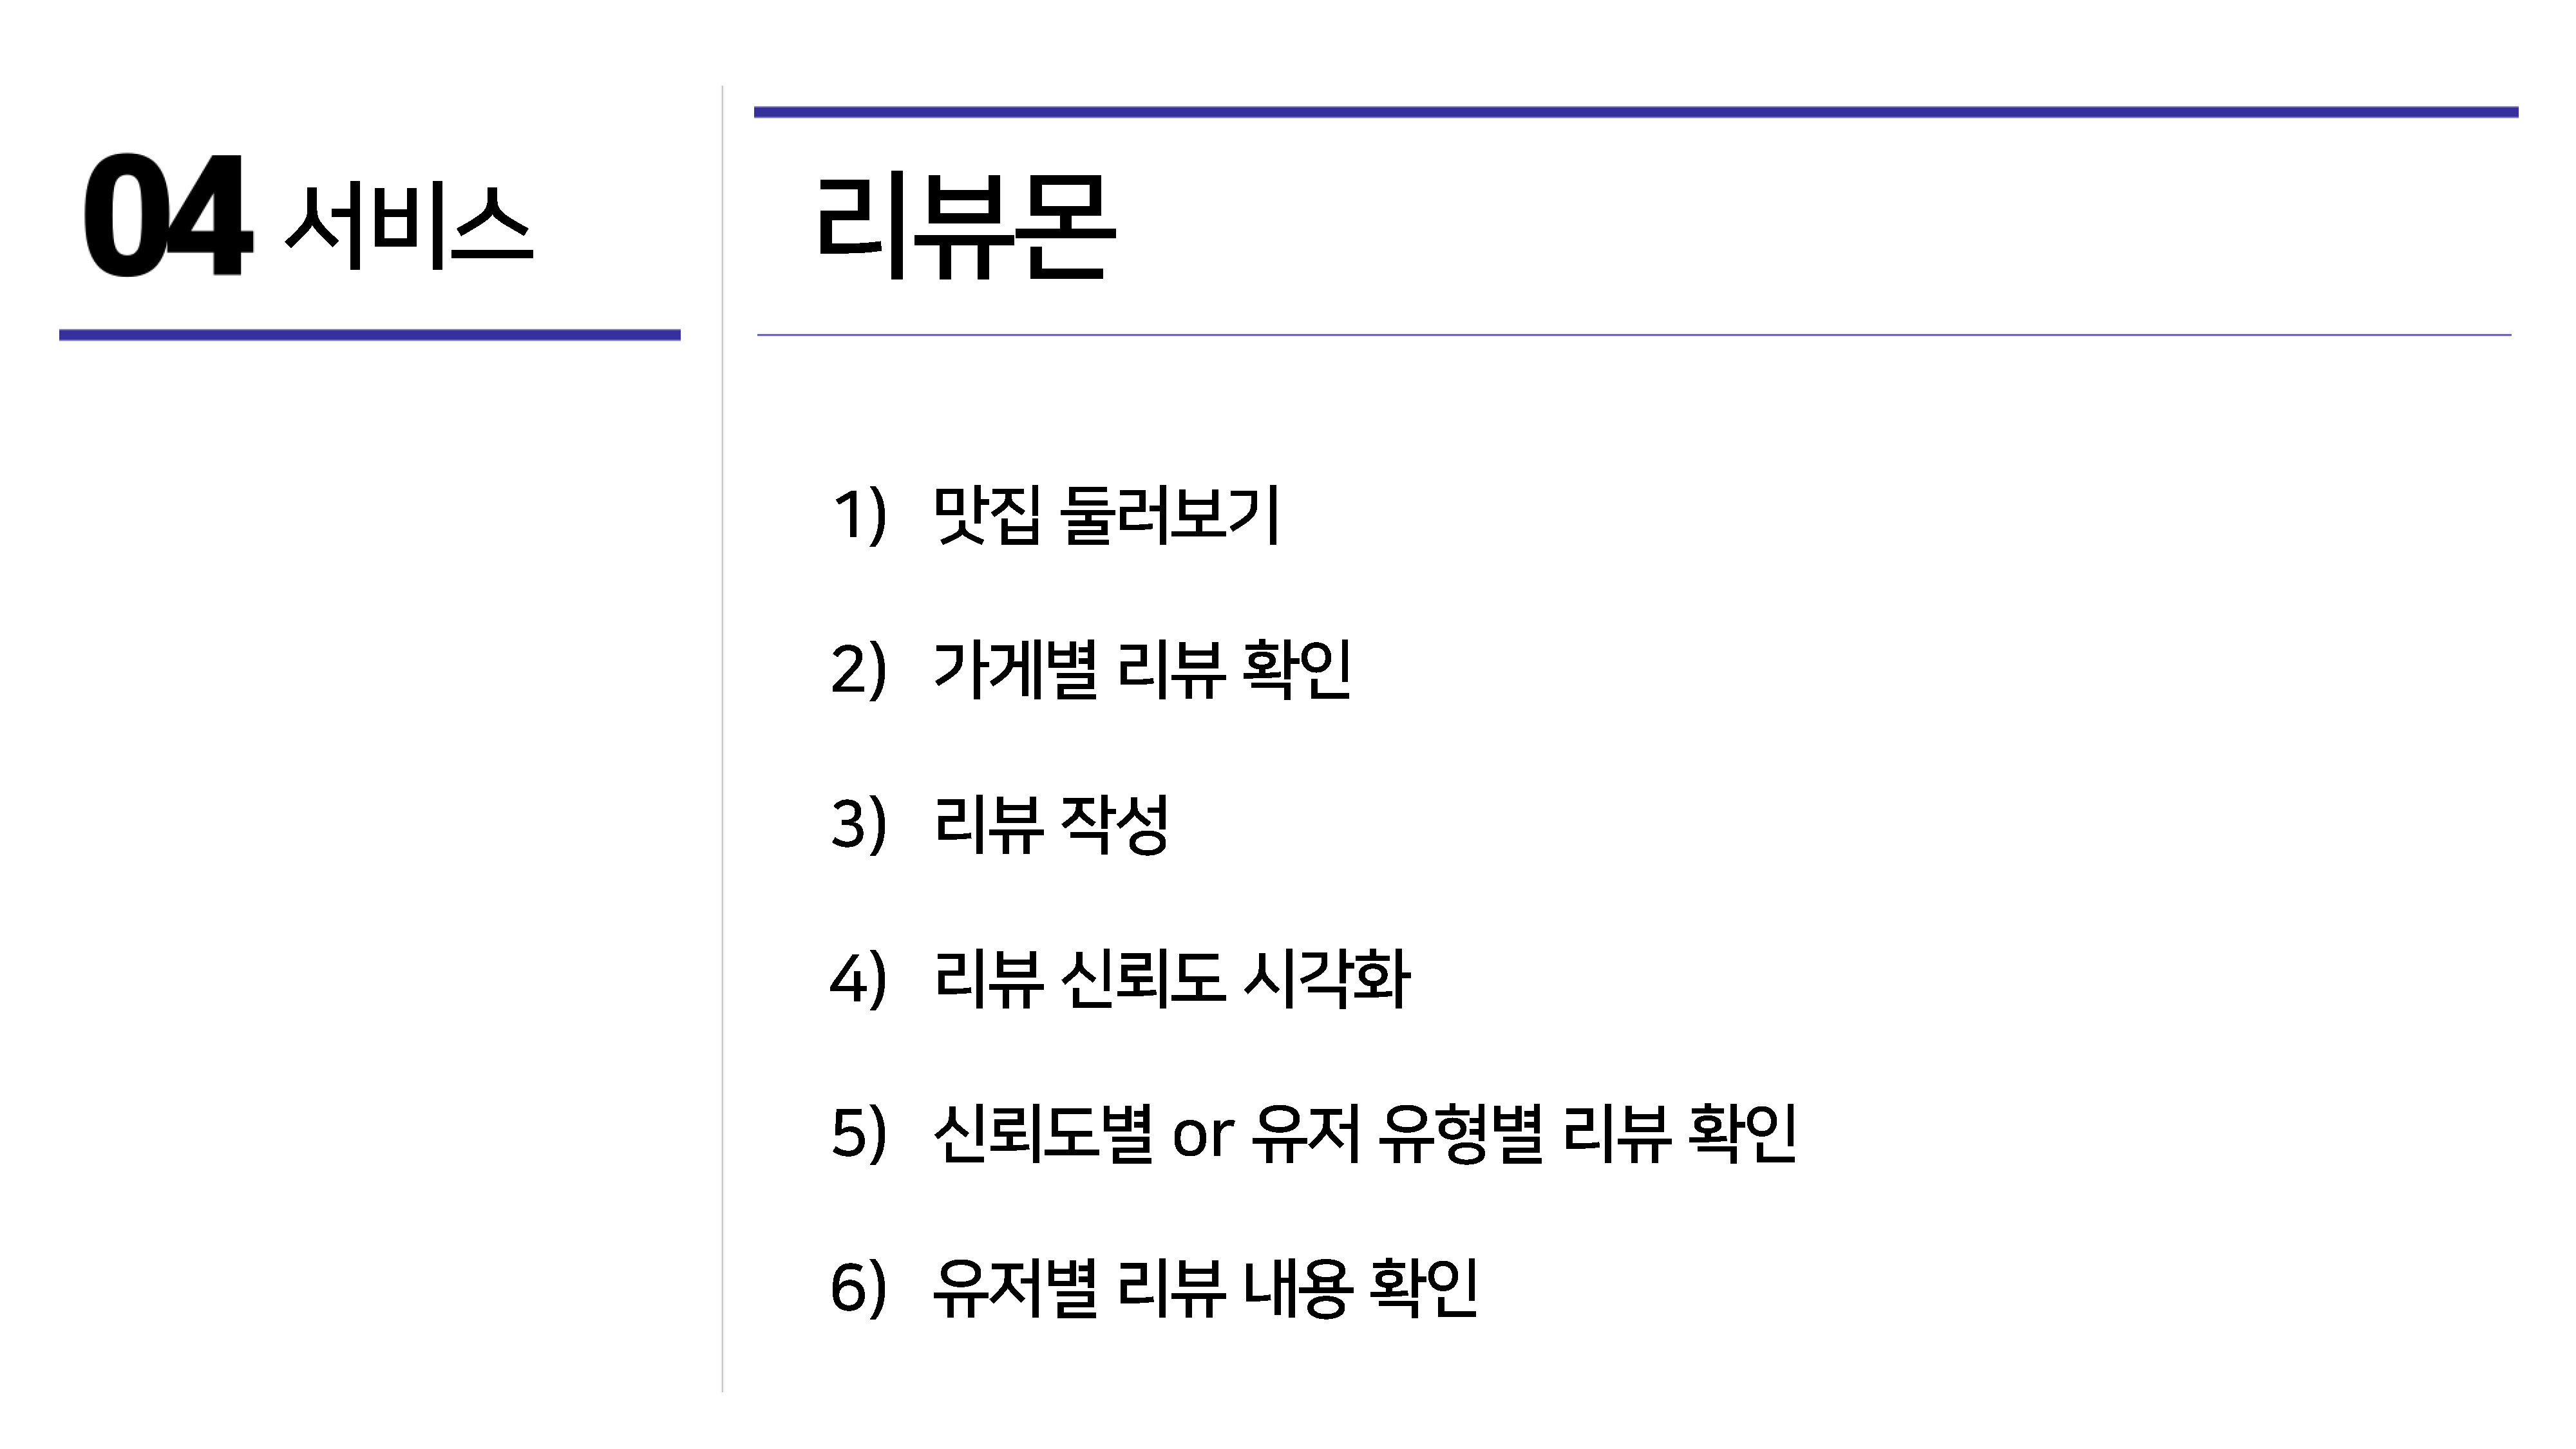 04 서비스
리뷰몬
1) 맛집 둘러보기
2) 가게별 리뷰 확인
3) 리뷰 작성
4) 리뷰 신뢰도 시각화
5) 신뢰도별 or 유저 유형별 리뷰 확인
6) 유저별 리뷰 내용 확인